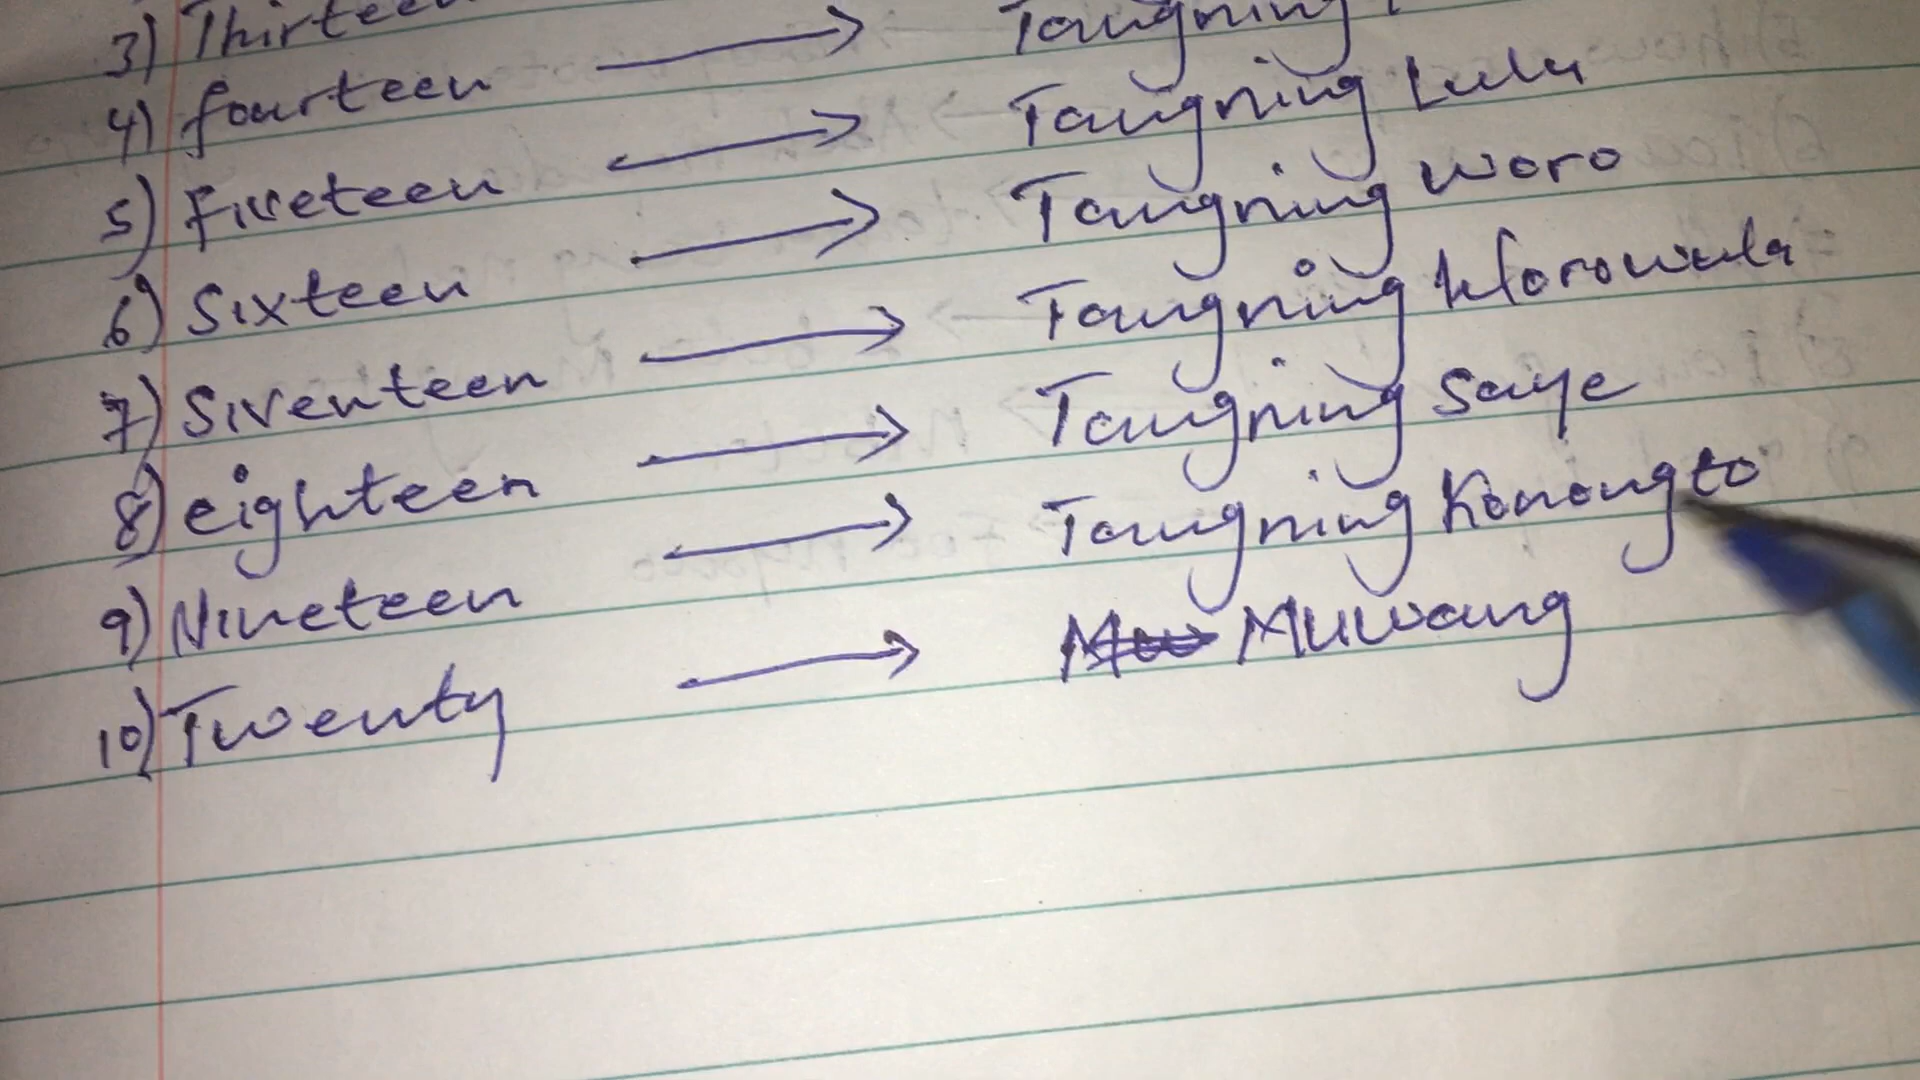 3) Thirteen → Taugning
4) fourteen → Taugning Lulu
5) Fiveteen → Taugning woro
6) Sixteen → Taugning Worowula
7) Siventeen → Taugning Saye
8) eighteen → Taugning Konongto
9) Nineteen → Muwang
10) Twenty